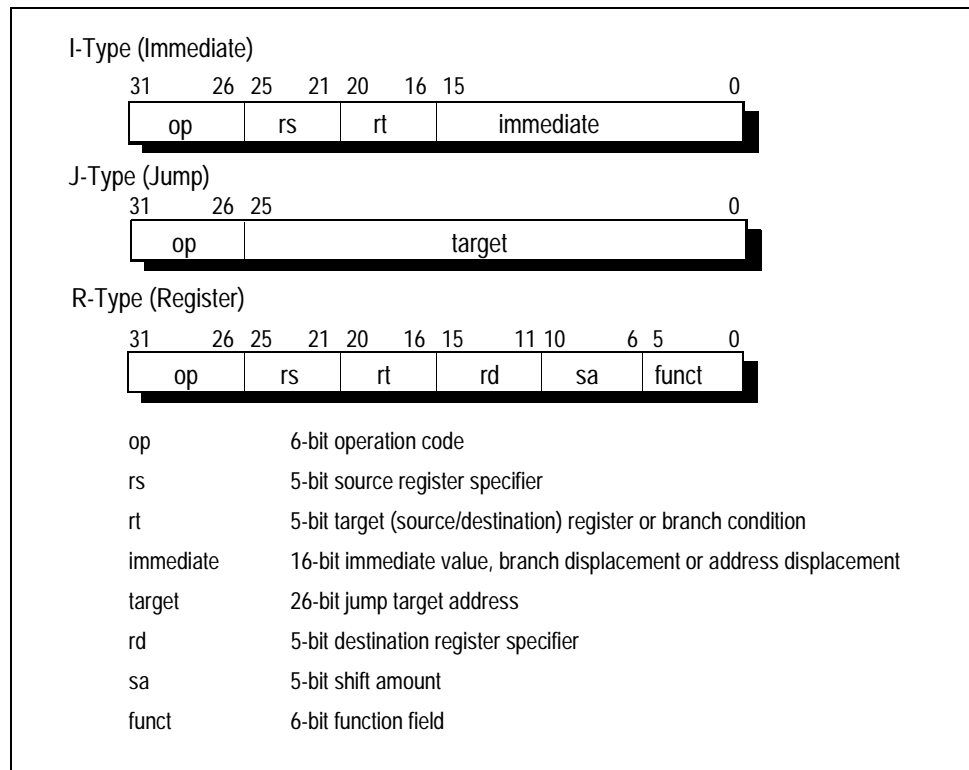 I-Type (Immediate)
31 26 25 21 20 16 15 0
op rs rt immediate
J-Type (Jump)
31 26 25 0
op target
R-Type (Register)
31 26 25 21 20 16 15 11 10 6 5 0
op rs rt rd sa funct
op 6-bit operation code
rs 5-bit source register specifier
rt 5-bit target (source/destination) register or branch condition
immediate 16-bit immediate value, branch displacement or address displacement
target 26-bit jump target address
rd 5-bit destination register specifier
sa 5-bit shift amount
funct 6-bit function field